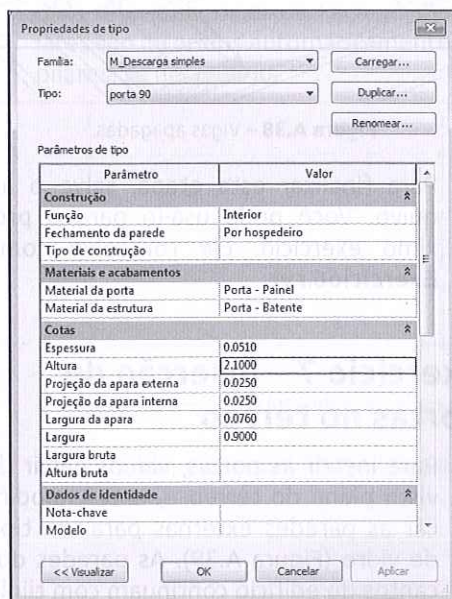 Propriedades de tipo
Família: M_Descarga simples Carregar...
Tipo: porta 90 Duplicar...
Renomear...
Parâmetros de tipo
Parâmetro Valor
Construção
Função Interior
Fechamento da parede Por hospedeiro
Tipo de construção
Materiais e acabamentos
Material da porta Porta - Painel
Material da estrutura Porta - Batente
Cotas
Espessura 0.0510
Altura 2.1000
Projeção da apara externa 0.0250
Projeção da apara interna 0.0250
Largura da apara 0.0760
Largura 0.9000
Largura bruta
Altura bruta
Dados de identidade
Nota-chave
Modelo
<< Visualizar OK Cancelar Aplicar